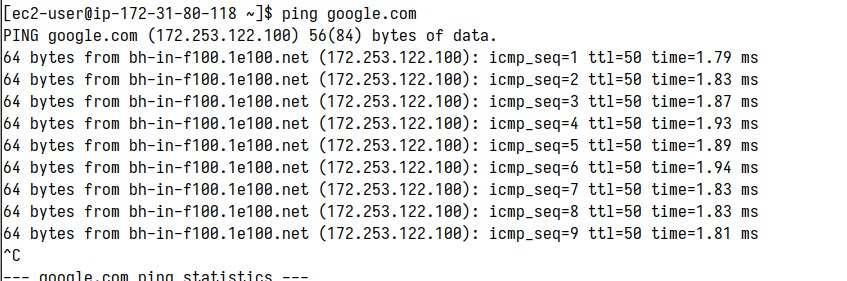 [ec2-user@ip-172-31-80-118 ~]$ ping google.com
PING google.com (172.253.122.100) 56(84) bytes of data.
64 bytes from bh-in-f100.1e100.net (172.253.122.100): icmp_seq=1 ttl=50 time=1.79 ms
64 bytes from bh-in-f100.1e100.net (172.253.122.100): icmp_seq=2 ttl=50 time=1.83 ms
64 bytes from bh-in-f100.1e100.net (172.253.122.100): icmp_seq=3 ttl=50 time=1.87 ms
64 bytes from bh-in-f100.1e100.net (172.253.122.100): icmp_seq=4 ttl=50 time=1.93 ms
64 bytes from bh-in-f100.1e100.net (172.253.122.100): icmp_seq=5 ttl=50 time=1.89 ms
64 bytes from bh-in-f100.1e100.net (172.253.122.100): icmp_seq=6 ttl=50 time=1.94 ms
64 bytes from bh-in-f100.1e100.net (172.253.122.100): icmp_seq=7 ttl=50 time=1.83 ms
64 bytes from bh-in-f100.1e100.net (172.253.122.100): icmp_seq=8 ttl=50 time=1.83 ms
64 bytes from bh-in-f100.1e100.net (172.253.122.100): icmp_seq=9 ttl=50 time=1.81 ms
^C
--- google.com ping statistics ---